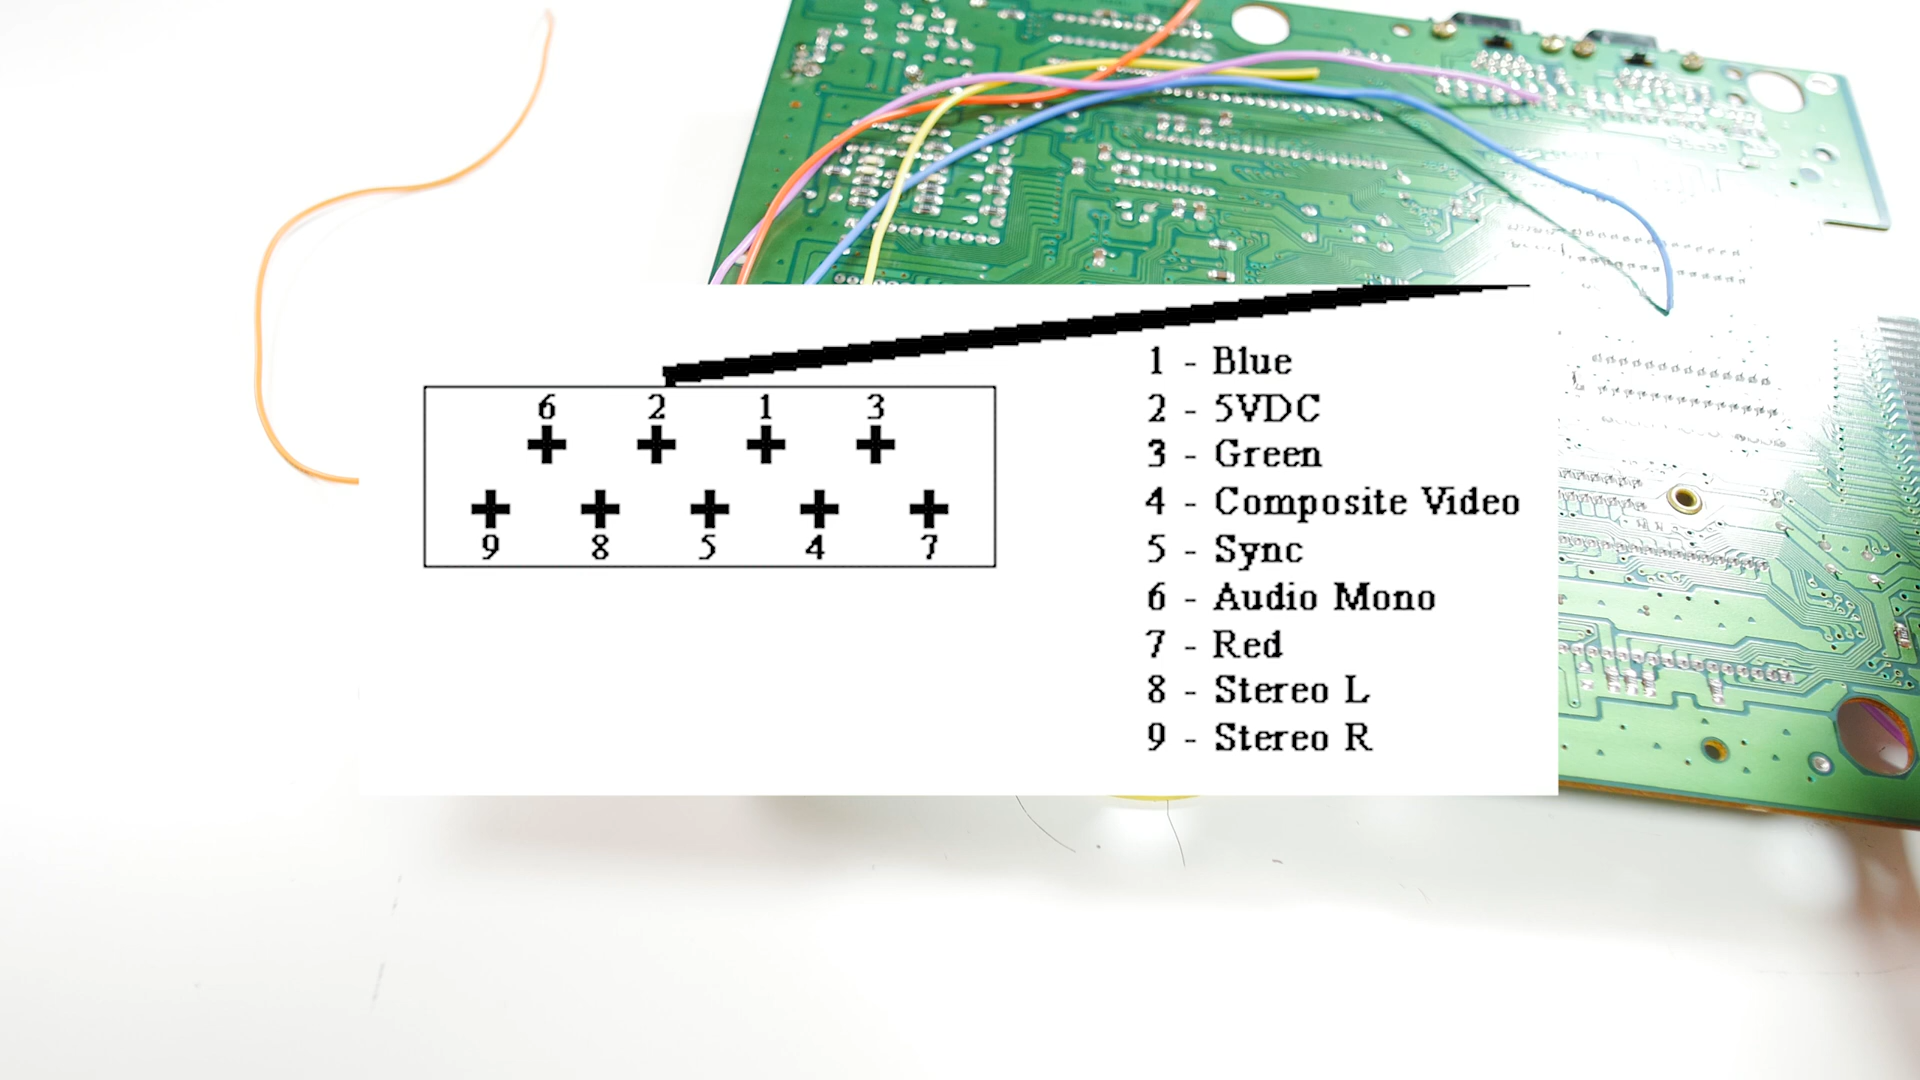 6 2 1 3
9 8 5 4 7
1 - Blue
2 - 5VDC
3 - Green
4 - Composite Video
5 - Sync
6 - Audio Mono
7 - Red
8 - Stereo L
9 - Stereo R